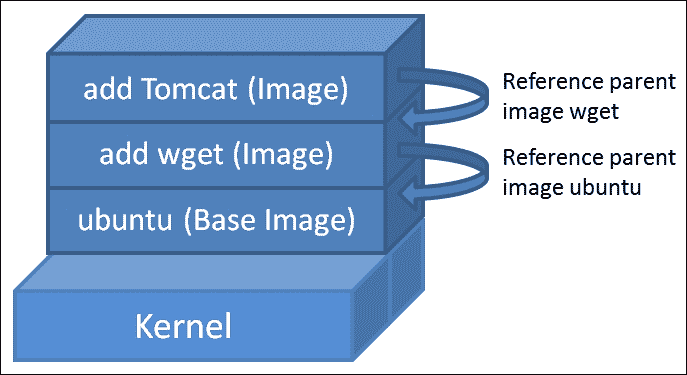 add Tomcat (Image)
Reference parent
image wget
add wget (Image)
Reference parent
image ubuntu
ubuntu (Base Image)
Kernel